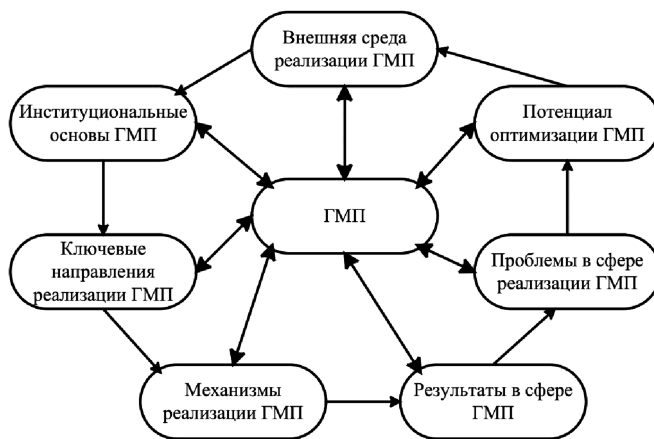 Внешняя среда
реализации ГМП
Институциональные
основы ГМП
Потенциал
оптимизации ГМП
ГМП
Ключевые
направления
реализации ГМП
Проблемы в сфере
реализации ГМП
Механизмы
реализации ГМП
Результаты в сфере
ГМП